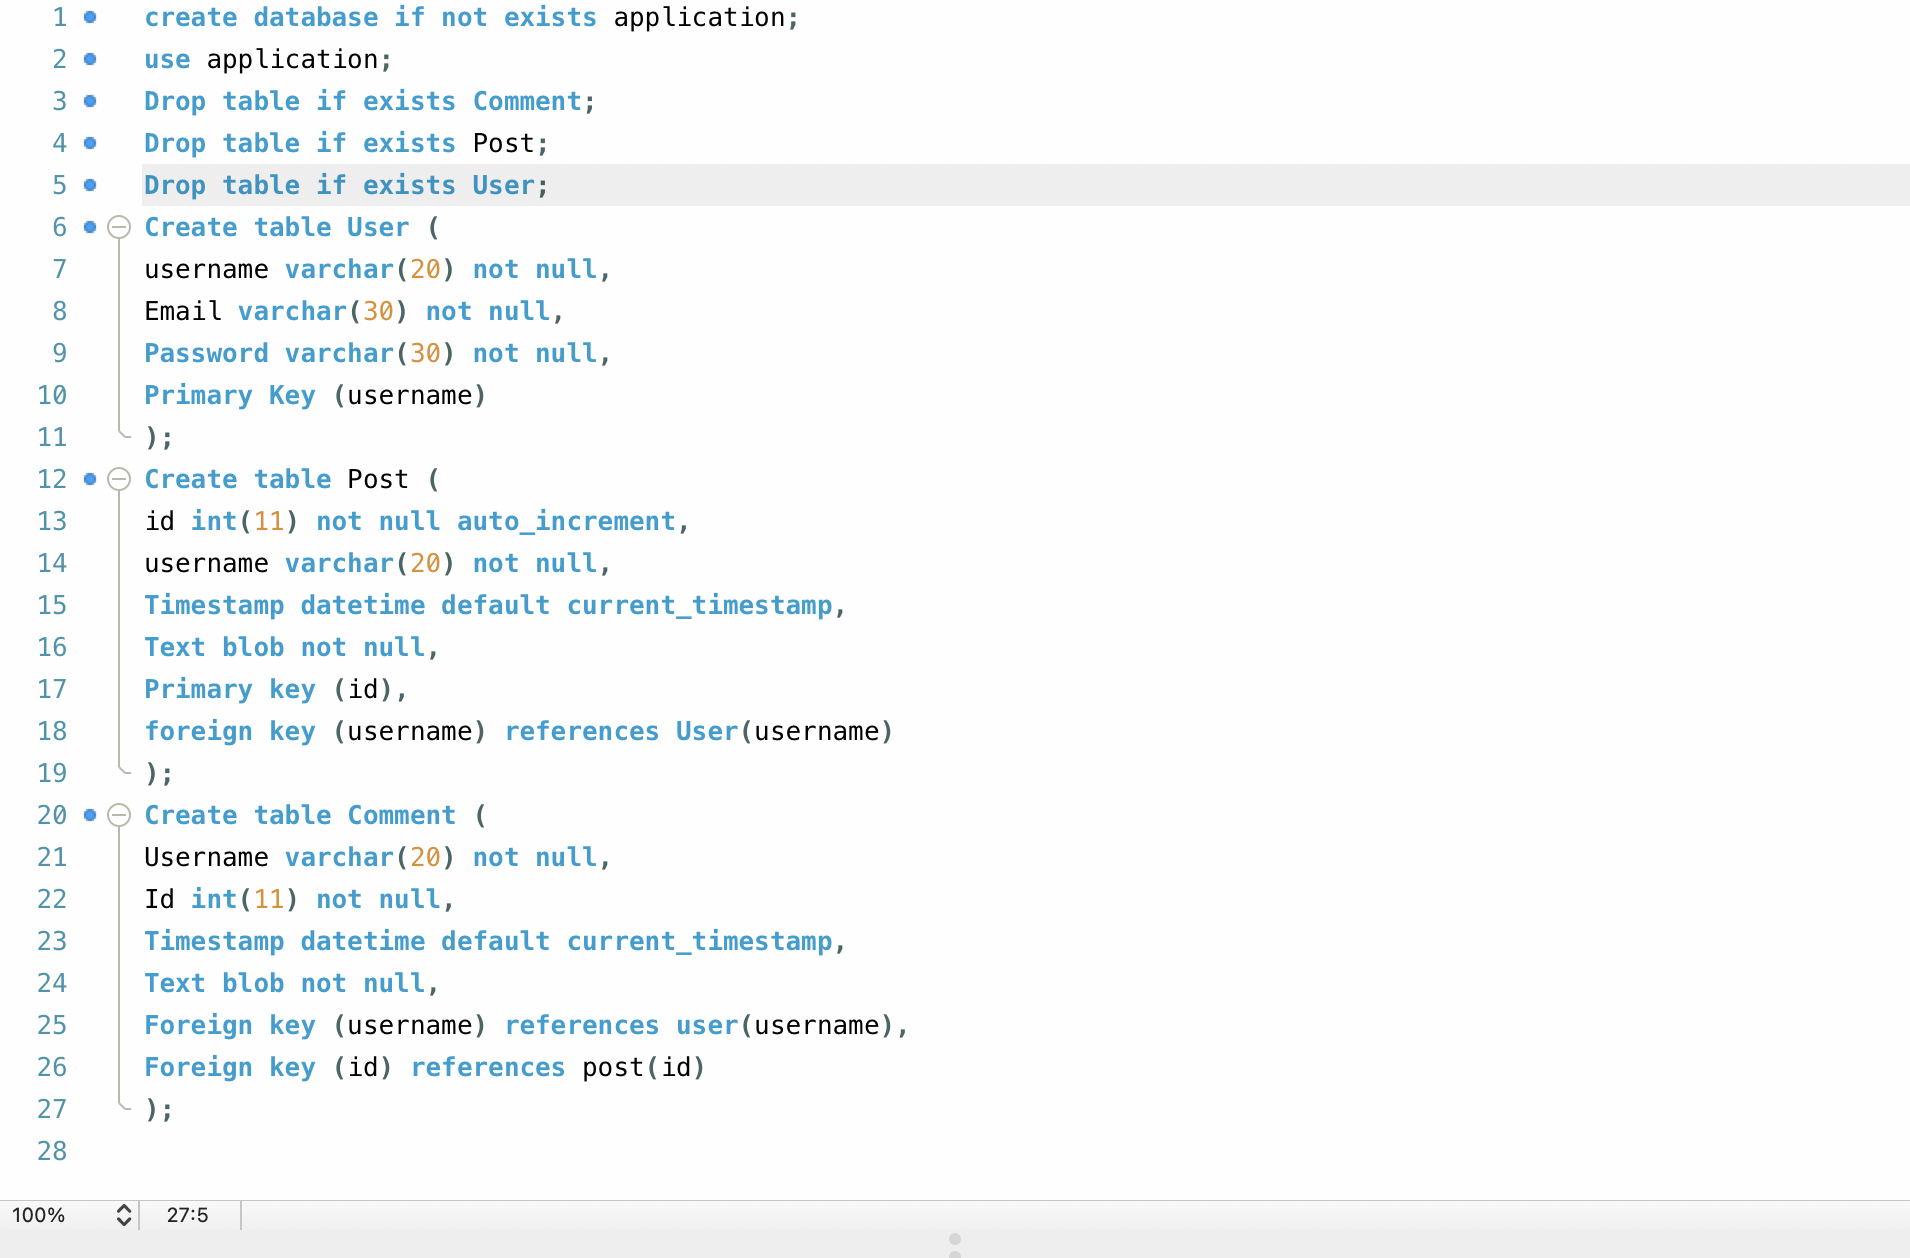 1 create database if not exists application;
2 use application;
3 Drop table if exists Comment;
4 Drop table if exists Post;
5 Drop table if exists User;
6 Create table User (
7 username varchar(20) not null,
8 Email varchar(30) not null,
9 Password varchar(30) not null,
10 Primary Key (username)
11 );
12 Create table Post (
13 id int(11) not null auto_increment,
14 username varchar(20) not null,
15 Timestamp datetime default current_timestamp,
16 Text blob not null,
17 Primary key (id),
18 foreign key (username) references User(username)
19 );
20 Create table Comment (
21 Username varchar(20) not null,
22 Id int(11) not null,
23 Timestamp datetime default current_timestamp,
24 Text blob not null,
25 Foreign key (username) references user(username),
26 Foreign key (id) references post(id)
27 );
28
100% 27:5